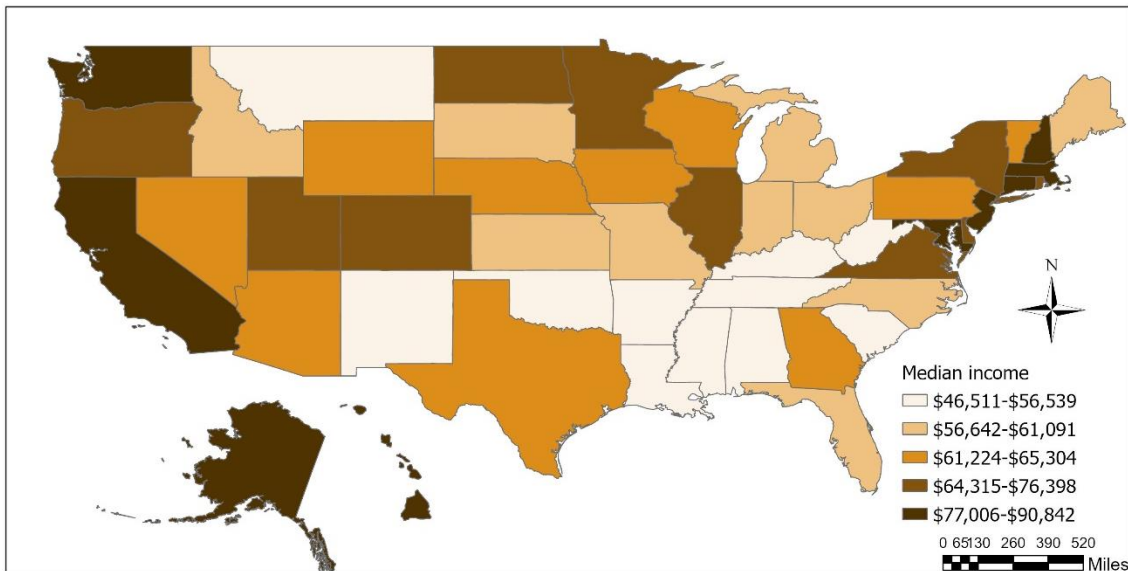 N
Median income
$46,511-$56,539
$56,642-$61,091
$61,224-$65,304
$64,315-$76,398
$77,006-$90,842
0 65130 260 390 520
Miles